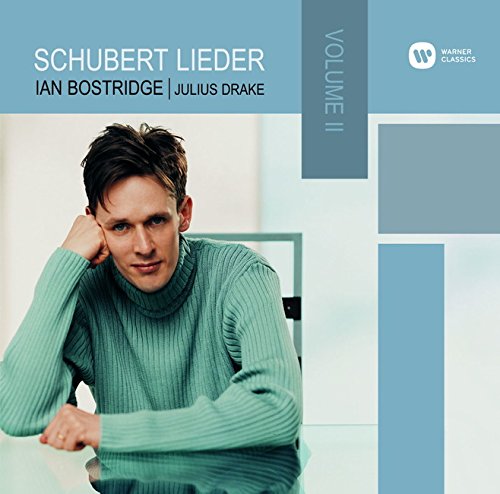 SCHUBERT LIEDER
IAN BOSTRIDGE | JULIUS DRAKE
VOLUME II
WARNER
CLASSICS